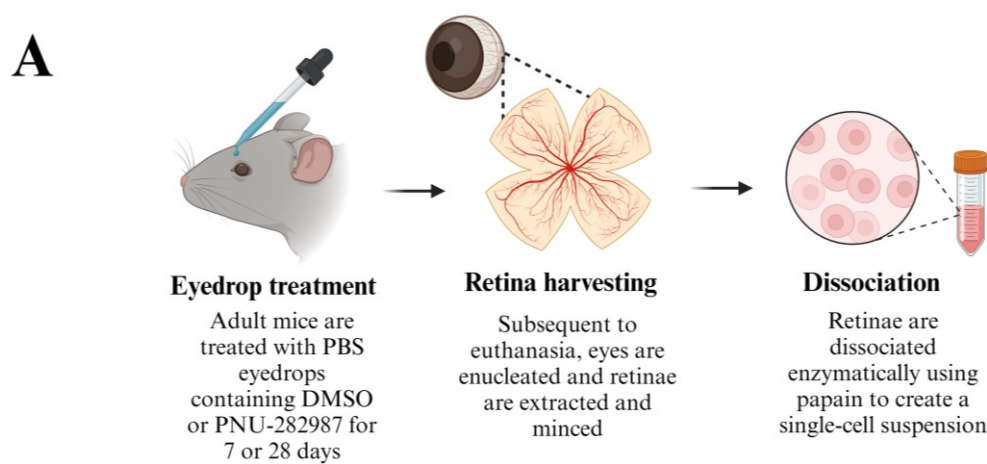 A
Eyedrop treatment
Adult mice are
treated with PBS
eyedrops
containing DMSO
or PNU-282987 for
7 or 28 days
Retina harvesting
Subsequent to
euthanasia, eyes are
enucleated and retinae
are extracted and
minced
Dissociation
Retinae are
dissociated
enzymatically using
papain to create a
single-cell suspension